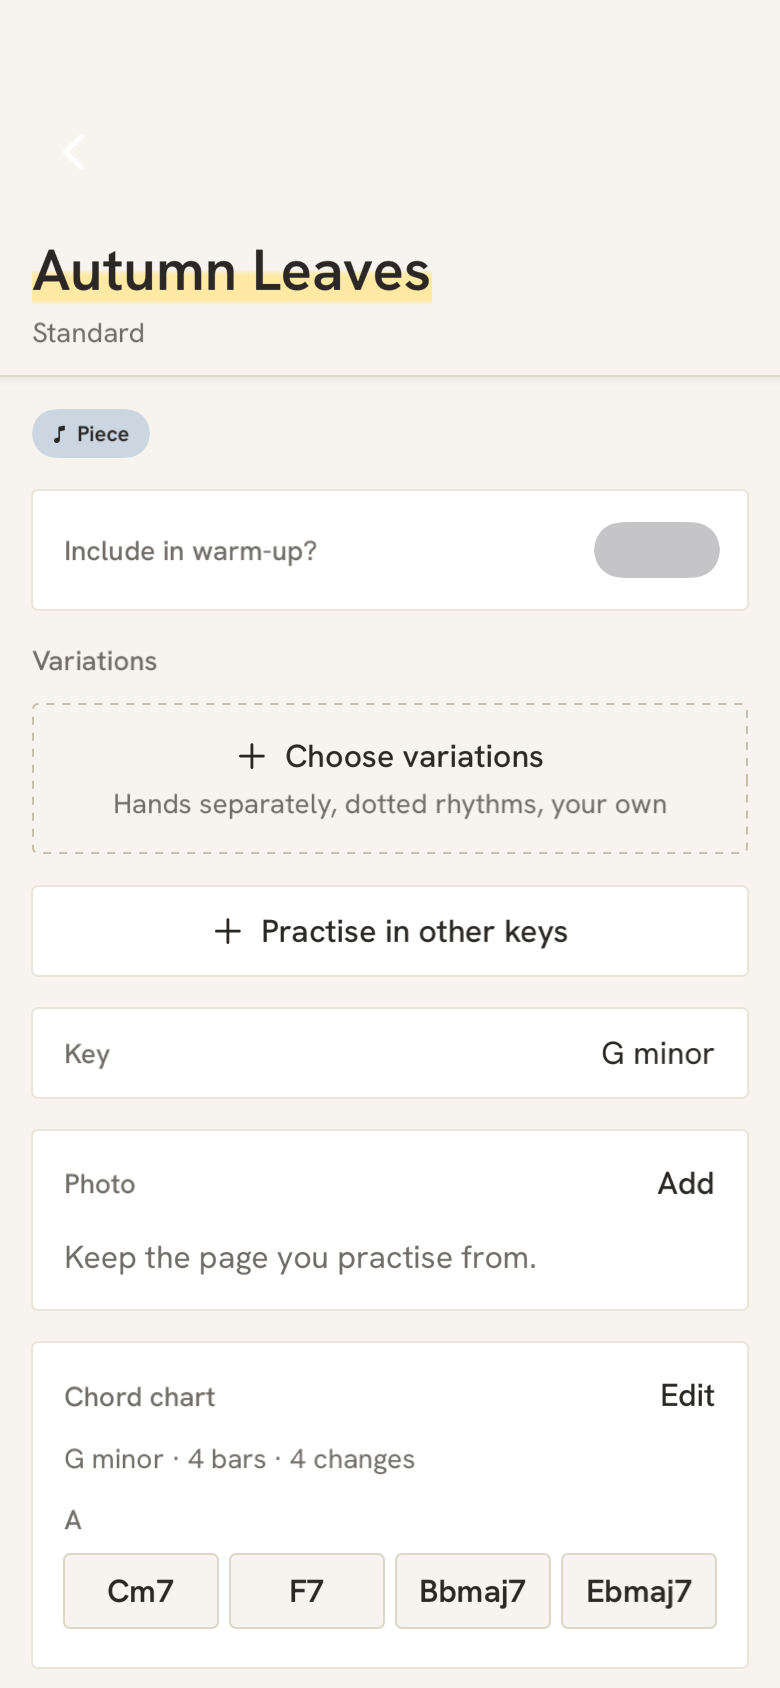 Autumn Leaves
Standard
Piece
Include in warm-up?
Variations
+ Choose variations
Hands separately, dotted rhythms, your own
+ Practise in other keys
Key G minor
Photo Add
Keep the page you practise from.
Chord chart Edit
G minor · 4 bars · 4 changes
A
Cm7 F7 Bbmaj7 Ebmaj7